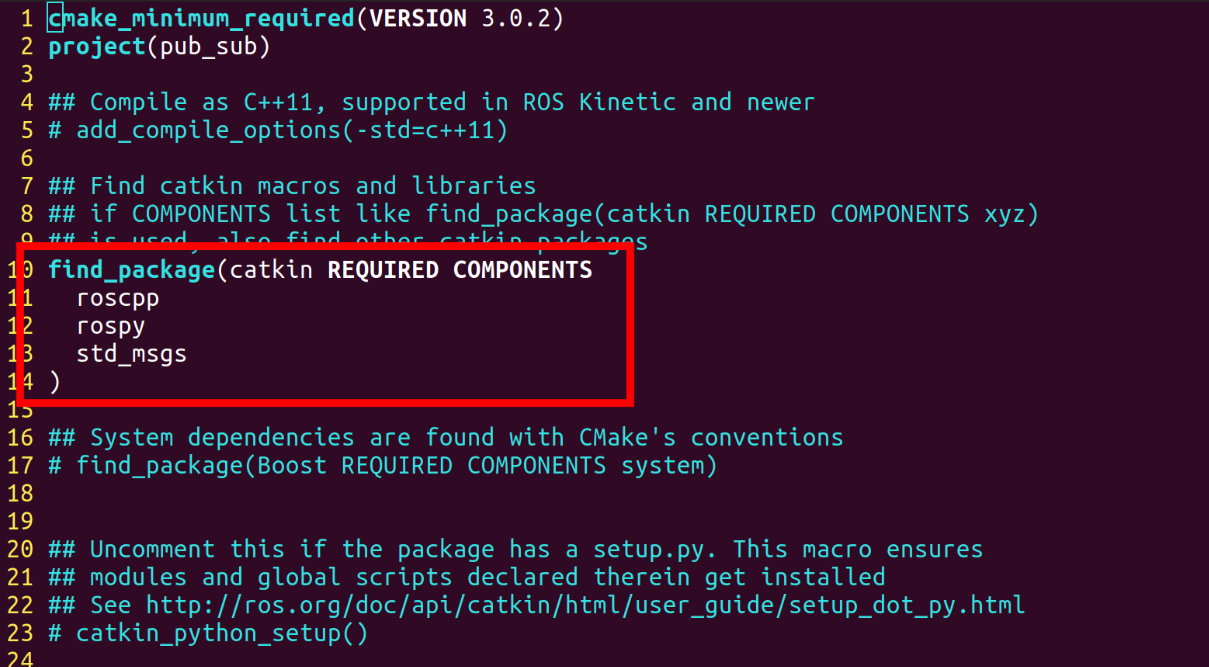 1 cmake_minimum_required(VERSION 3.0.2)
2 project(pub_sub)
3
4 ## Compile as C++11, supported in ROS Kinetic and newer
5 # add_compile_options(-std=c++11)
6
7 ## Find catkin macros and libraries
8 ## if COMPONENTS list like find_package(catkin REQUIRED COMPONENTS xyz)
9 ## is used, also find other catkin packages
10 find_package(catkin REQUIRED COMPONENTS
11   roscpp
12   rospy
13   std_msgs
14 )
15
16 ## System dependencies are found with CMake's conventions
17 # find_package(Boost REQUIRED COMPONENTS system)
18
19
20 ## Uncomment this if the package has a setup.py. This macro ensures
21 ## modules and global scripts declared therein get installed
22 ## See http://ros.org/doc/api/catkin/html/user_guide/setup_dot_py.html
23 # catkin_python_setup()
24